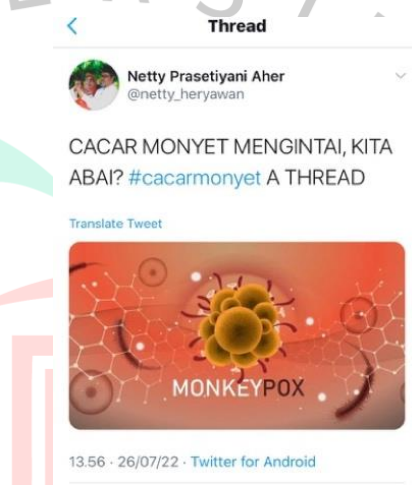 Thread
Netty Prasetiyani Aher
@netty_heryawan
CACAR MONYET MENGINTAI, KITA
ABAI? #cacarmonyet A THREAD
Translate Tweet
MONKEYPOX
13.56 · 26/07/22 · Twitter for Android